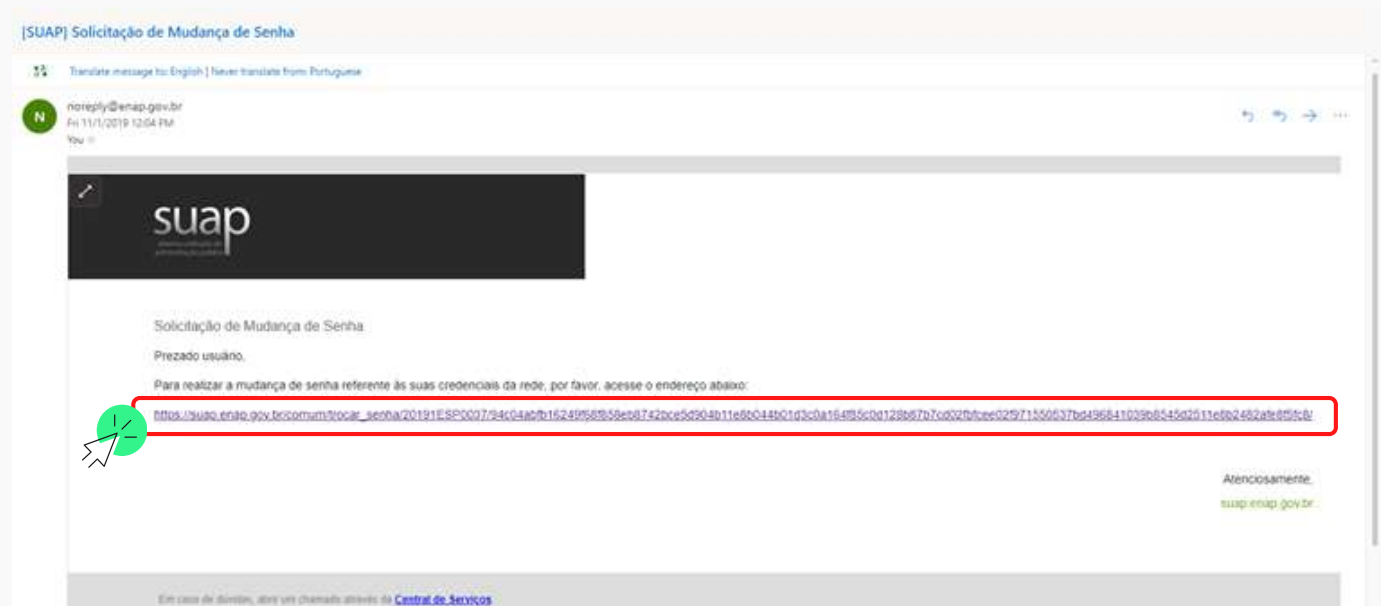 [SUAP] Solicitação de Mudança de Senha
Translate message to: English | Never translate from: Portuguese
N
noreply@enap.gov.br
Fri 11/1/2019 12:04 PM
You
suap
Solicitação de Mudança de Senha
Prezado usuário,
Para realizar a mudança de senha referente às suas credenciais da rede, por favor, acesse o endereço abaixo:
https://suap.enap.gov.br/comum/trocar_senha/20191ESP0037/
Atenciosamente,
suap.enap.gov.br
Em caso de dúvidas, abrir um chamado através da Central de Serviços